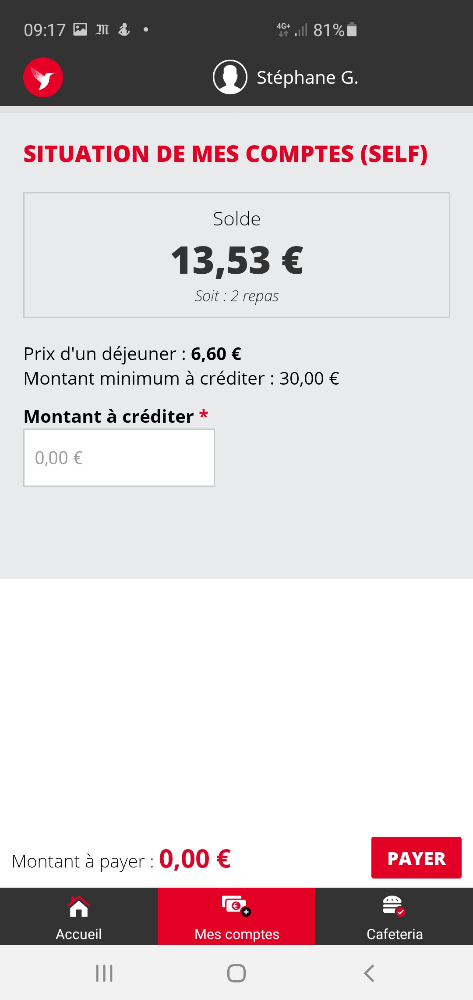 09:17
4G+ 81%
Stéphane G.
SITUATION DE MES COMPTES (SELF)
Solde
13,53 €
Soit : 2 repas
Prix d'un déjeuner : 6,60 €
Montant minimum à créditer : 30,00 €
Montant à créditer *
0,00 €
Montant à payer : 0,00 €
PAYER
Accueil
Mes comptes
Cafeteria